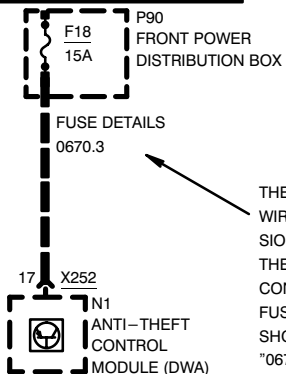 P90
FRONT POWER
DISTRIBUTION BOX
F18
15A
FUSE DETAILS
0670.3
THE
WIR
SIO
THE
CON
FUS
SHO
"067
17 X252
N1
ANTI–THEFT
CONTROL
MODULE (DWA)